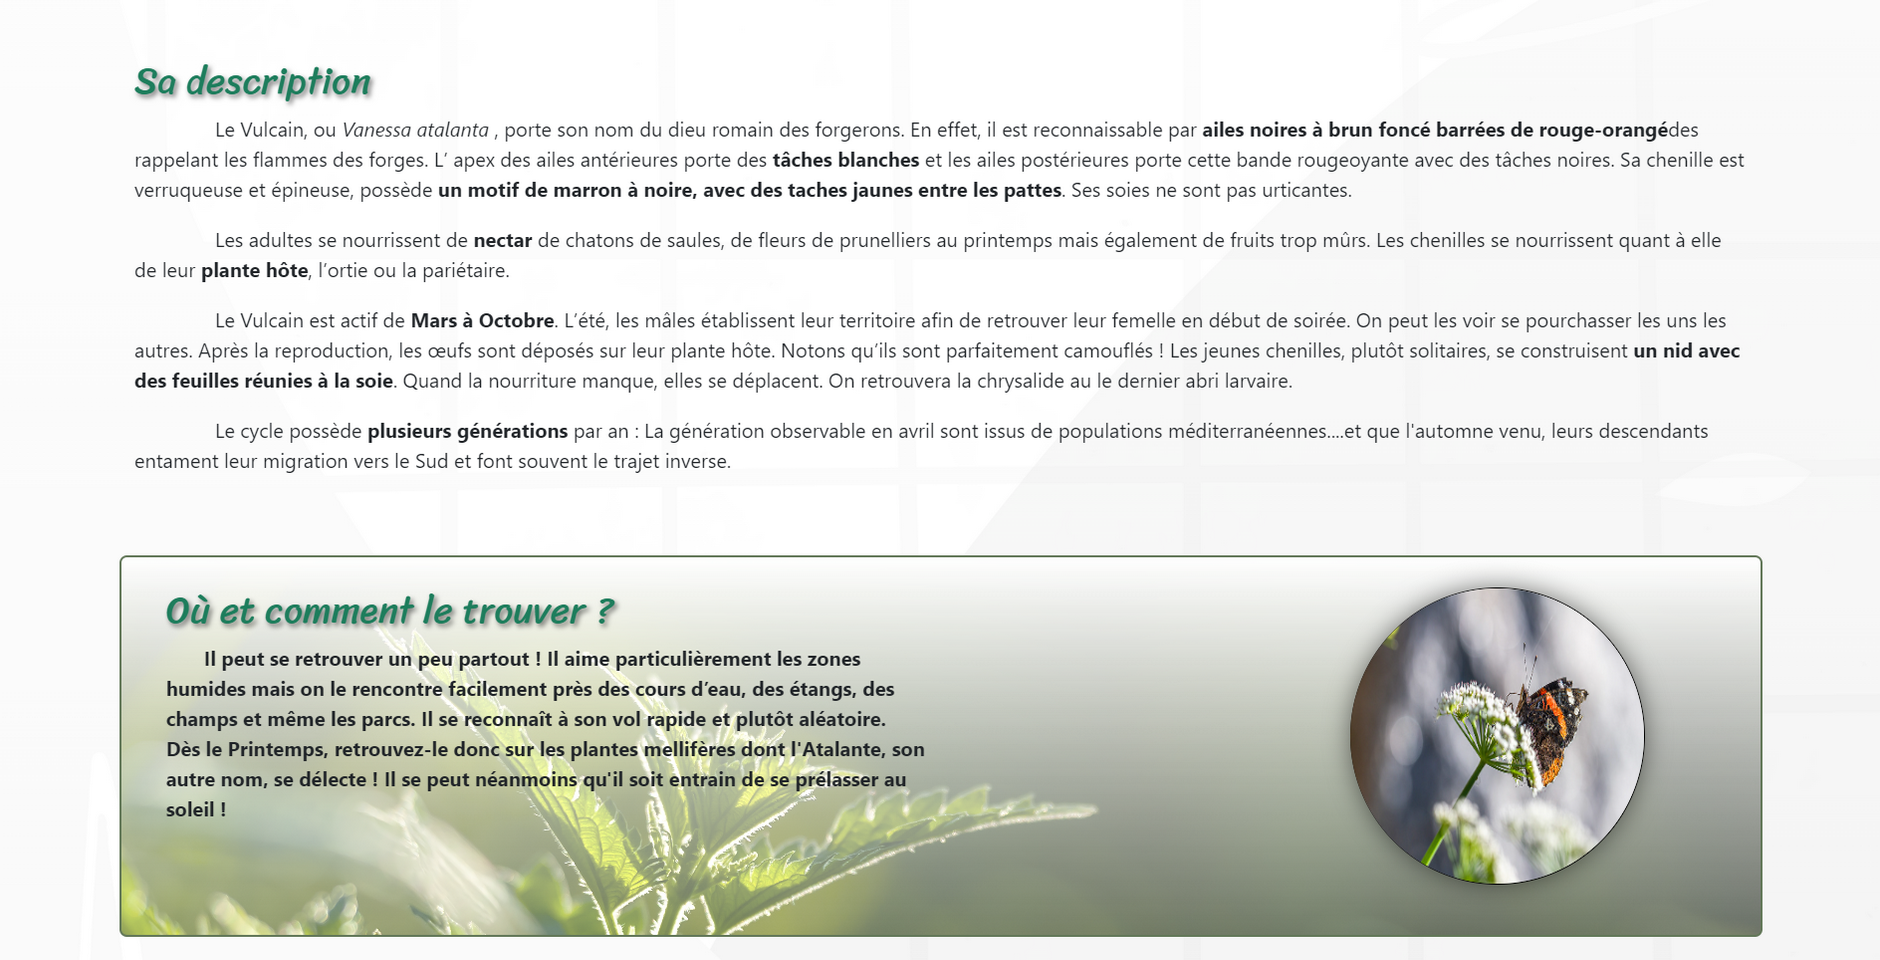 Sa description
Le Vulcain, ou Vanessa atalanta , porte son nom du dieu romain des forgerons. En effet, il est reconnaissable par ailes noires à brun foncé barrées de rouge-orangédes
rappelant les flammes des forges. L’ apex des ailes antérieures porte des tâches blanches et les ailes postérieures porte cette bande rougeoyante avec des tâches noires. Sa chenille est
verruqueuse et épineuse, possède un motif de marron à noire, avec des taches jaunes entre les pattes. Ses soies ne sont pas urticantes.
Les adultes se nourrissent de nectar de chatons de saules, de fleurs de prunelliers au printemps mais également de fruits trop mûrs. Les chenilles se nourrissent quant à elle
de leur plante hôte, l’ortie ou la pariétaire.
Le Vulcain est actif de Mars à Octobre. L’été, les mâles établissent leur territoire afin de retrouver leur femelle en début de soirée. On peut les voir se pourchasser les uns les
autres. Après la reproduction, les œufs sont déposés sur leur plante hôte. Notons qu’ils sont parfaitement camouflés ! Les jeunes chenilles, plutôt solitaires, se construisent un nid avec
des feuilles réunies à la soie. Quand la nourriture manque, elles se déplacent. On retrouvera la chrysalide au le dernier abri larvaire.
Le cycle possède plusieurs générations par an : La génération observable en avril sont issus de populations méditerranéennes....et que l'automne venu, leurs descendants
entament leur migration vers le Sud et font souvent le trajet inverse.
Où et comment le trouver ?
Il peut se retrouver un peu partout ! Il aime particulièrement les zones
humides mais on le rencontre facilement près des cours d’eau, des étangs, des
champs et même les parcs. Il se reconnaît à son vol rapide et plutôt aléatoire.
Dès le Printemps, retrouvez-le donc sur les plantes mellifères dont l'Atalante, son
autre nom, se délecte ! Il se peut néanmoins qu'il soit entrain de se prélasser au
soleil !